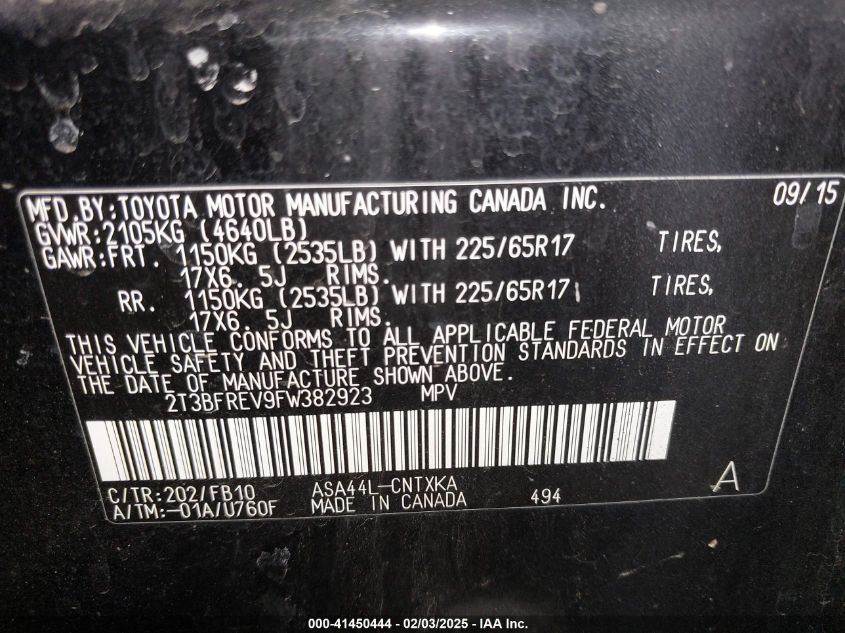 MFD.BY:TOYOTA MOTOR MANUFACTURING CANADA INC. 09/15
GVWR:2105KG (4640LB)
GAWR:FRT. 1150KG (2535LB) WITH 225/65R17 TIRES,
17X6. 5J RIMS.
RR. 1150KG (2535LB) WITH 225/65R17 TIRES,
17X6. 5J RIMS.
THIS VEHICLE CONFORMS TO ALL APPLICABLE FEDERAL MOTOR
VEHICLE SAFETY AND THEFT PREVENTION STANDARDS IN EFFECT ON
THE DATE OF MANUFACTURE SHOWN ABOVE.
2T3BFREV9FW382923 MPV
C/TR:202/FB10 ASA44L-CNTXKA A
A/TM:-01A/U760F MADE IN CANADA 494
000-41450444 - 02/03/2025 - IAA Inc.